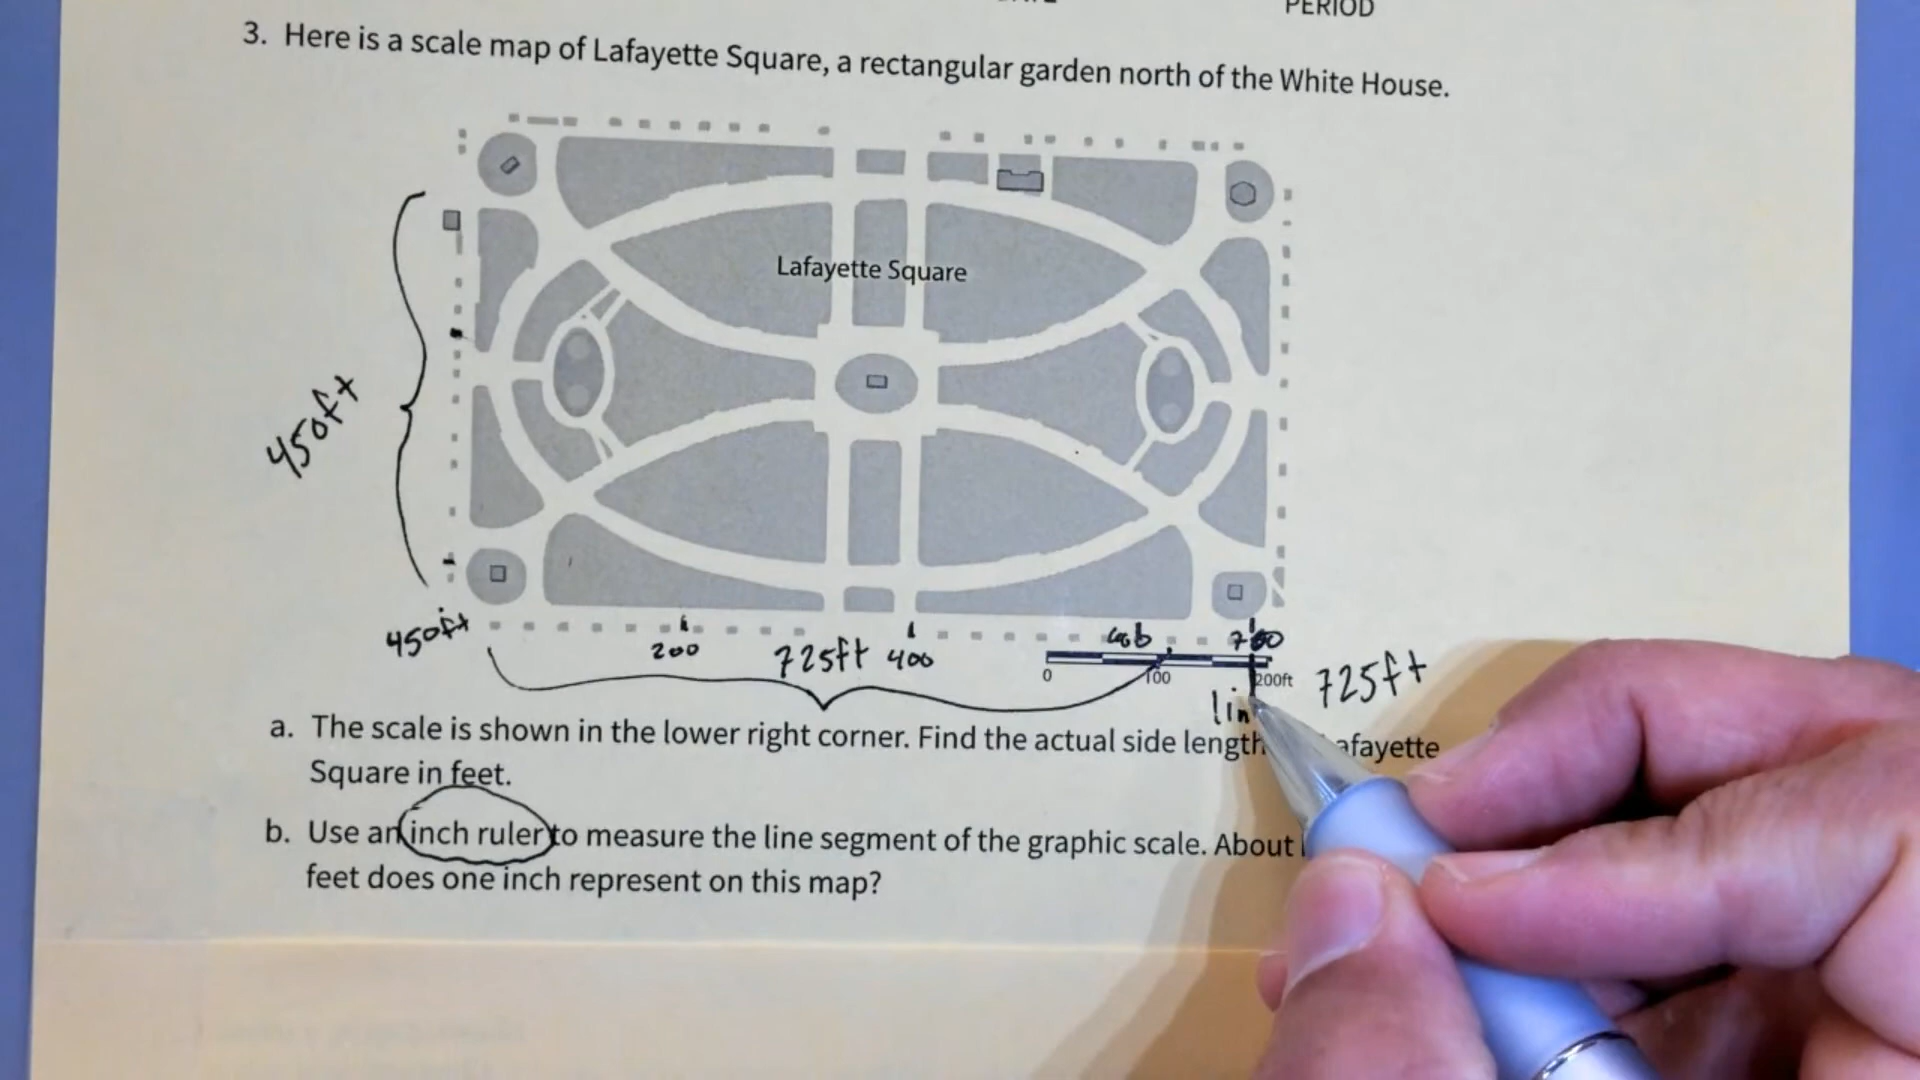 PERIOD
3. Here is a scale map of Lafayette Square, a rectangular garden north of the White House.
Lafayette Square
450ft
450ft
200
725ft
400
700
0
100
200ft
725ft
a. The scale is shown in the lower right corner. Find the actual side length afayette
Square in feet.
b. Use an inch ruler to measure the line segment of the graphic scale. About
feet does one inch represent on this map?